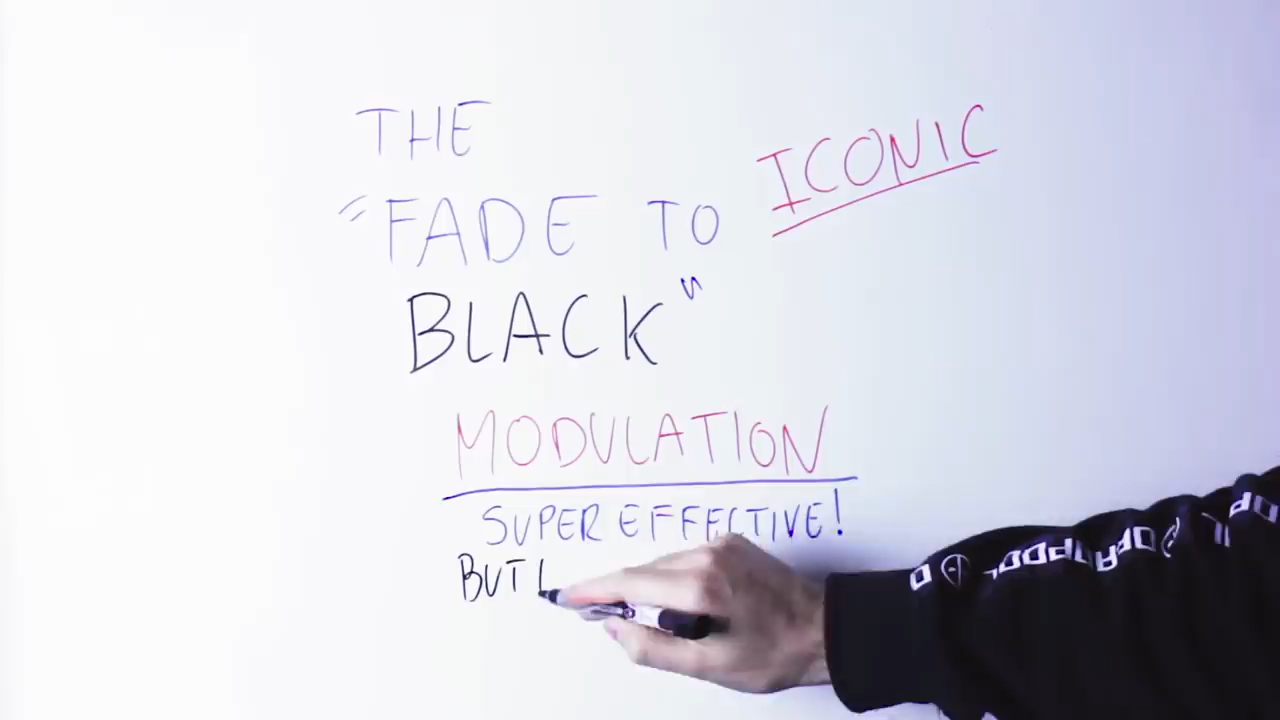 THE
"FADE TO
BLACK"
ICONIC
MODULATION
SUPER EFFECTIVE!
BUT